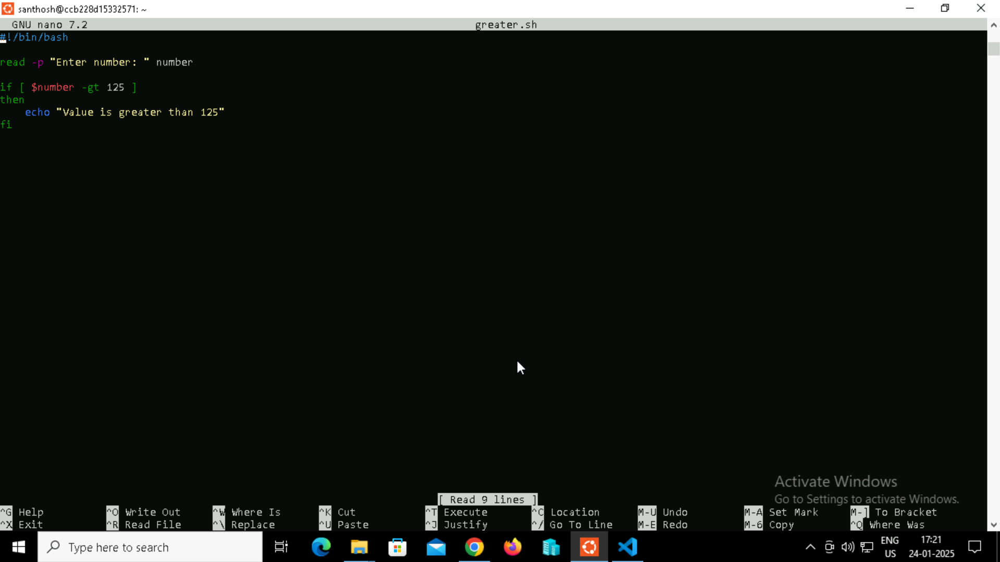 santhosh@ccb228d15332571: ~
GNU nano 7.2 greater.sh
#!/bin/bash
read -p "Enter number: " number
if [ $number -gt 125 ]
then
    echo "Value is greater than 125"
fi
Activate Windows
Go to Settings to activate Windows.
[ Read 9 lines ]
^G Help ^O Write Out ^W Where Is ^K Cut ^T Execute ^C Location M-U Undo M-A Set Mark M-] To Bracket
^X Exit ^R Read File ^\ Replace ^U Paste ^J Justify ^/ Go To Line M-E Redo M-6 Copy ^Q Where Was
Type here to search
ENG
US
17:21
24-01-2025